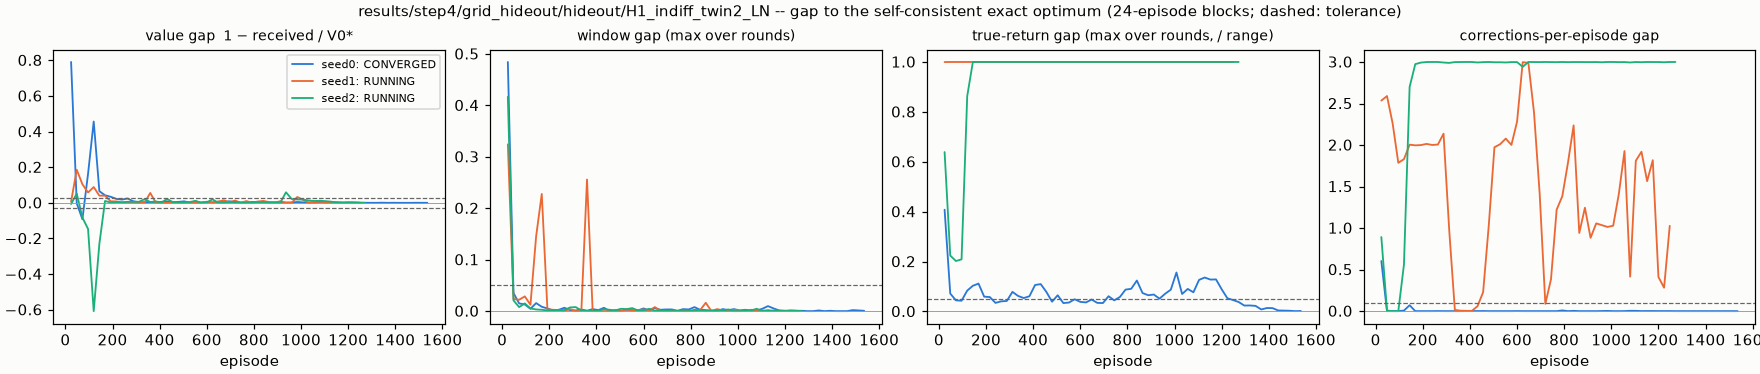 results/step4/grid_hideout/hideout/H1_indiff_twin2_LN -- gap to the self-consistent exact optimum (24-episode blocks; dashed: tolerance)
value gap 1 − received / V0*
0.8
0.6
0.4
0.2
0.0
−0.2
−0.4
−0.6
seed0: CONVERGED
seed1: RUNNING
seed2: RUNNING
0 200 400 600 800 1000 1200 1400 1600
episode
window gap (max over rounds)
0.5
0.4
0.3
0.2
0.1
0.0
0 200 400 600 800 1000 1200 1400 1600
episode
true-return gap (max over rounds, / range)
1.0
0.8
0.6
0.4
0.2
0.0
0 200 400 600 800 1000 1200 1400 1600
episode
corrections-per-episode gap
3.0
2.5
2.0
1.5
1.0
0.5
0.0
0 200 400 600 800 1000 1200 1400 160
episode